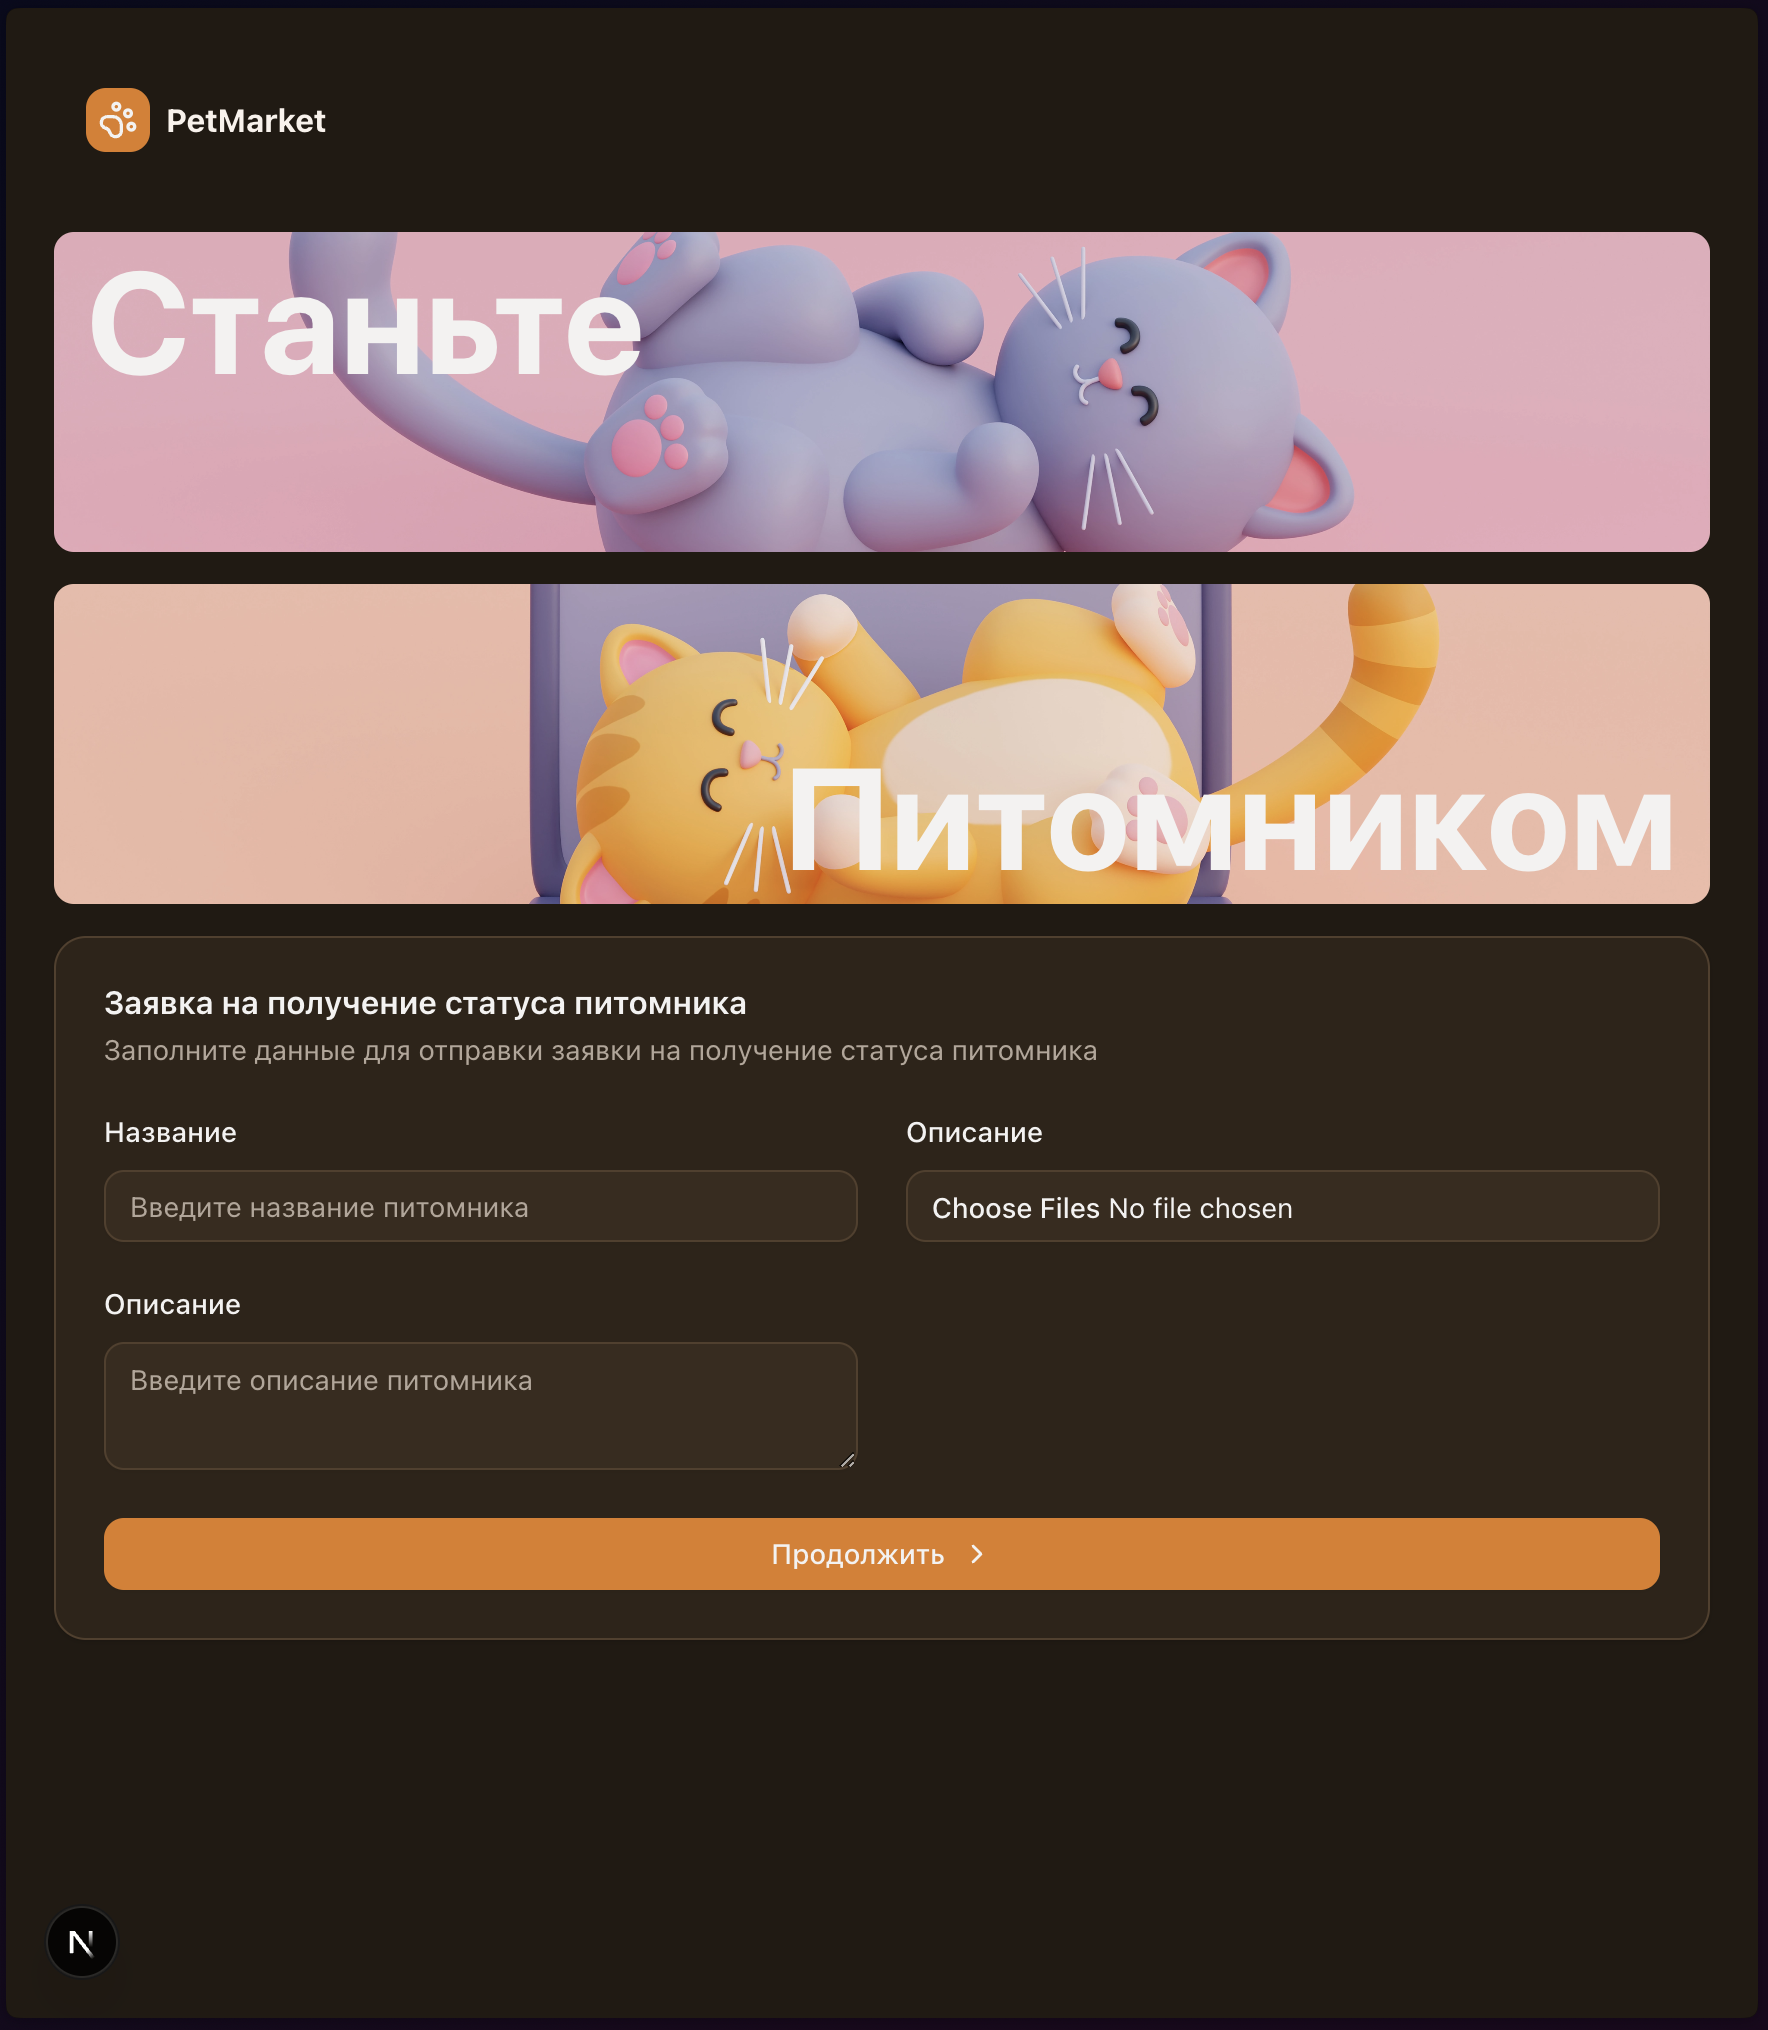 PetMarket
Станьте
Питомником
Заявка на получение статуса питомника
Заполните данные для отправки заявки на получение статуса питомника
Название
Введите название питомника
Описание
Choose Files No file chosen
Описание
Введите описание питомника
Продолжить
N